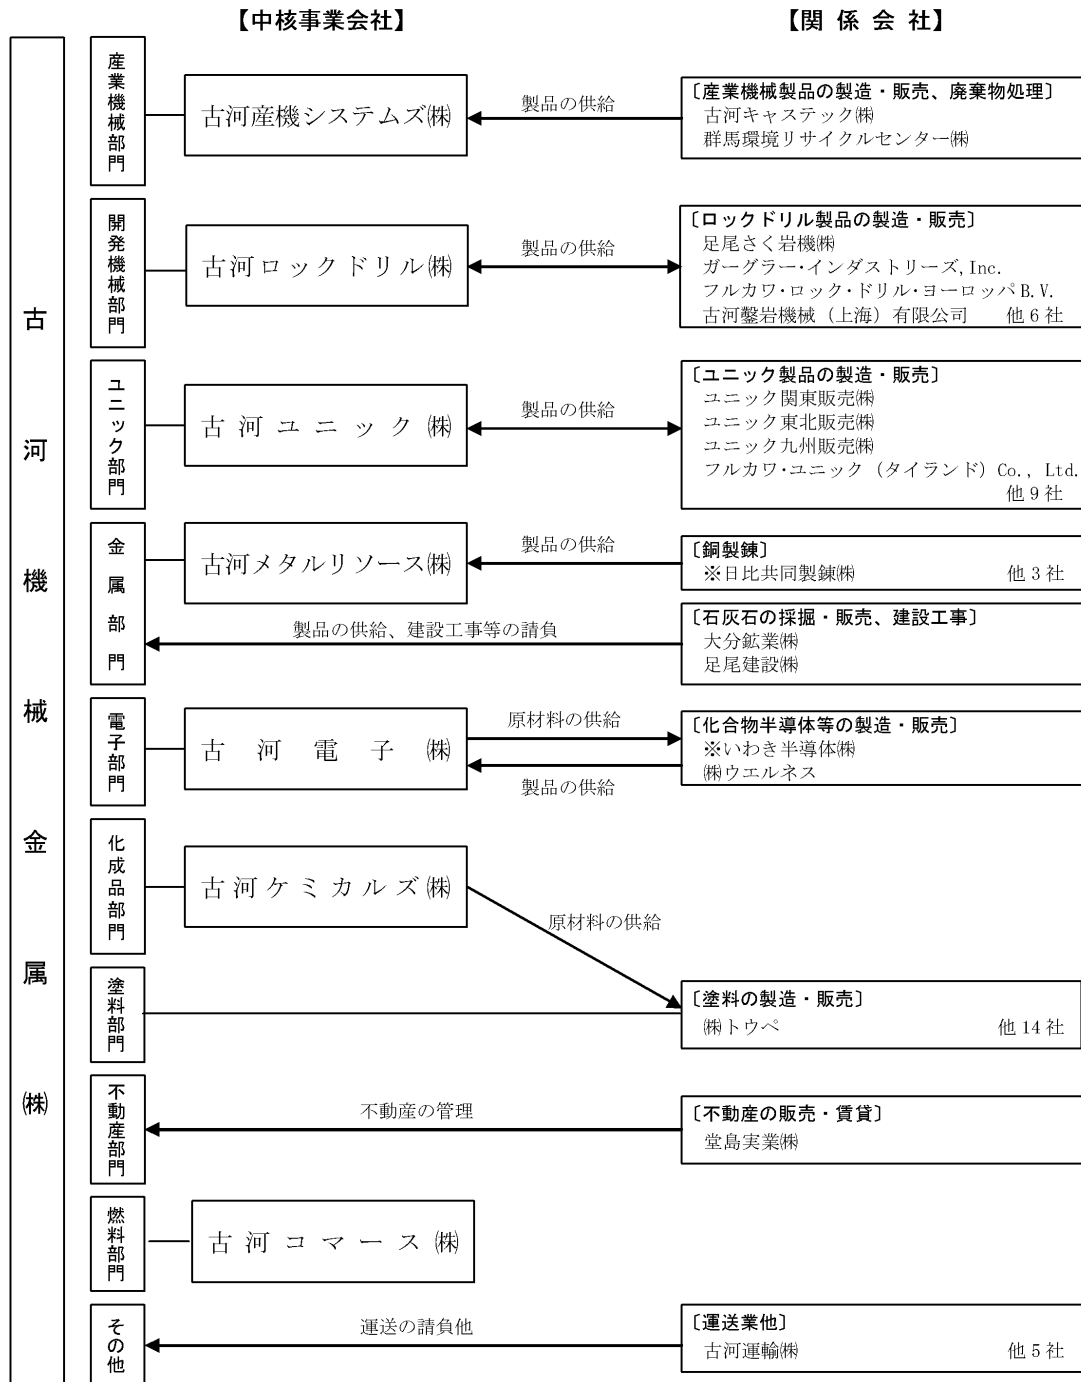 【中核事業会社】
【関 係 会 社】
古河機械金属㈱
産業機械部門
古河産機システムズ㈱
製品の供給
〔産業機械製品の製造・販売、廃棄物処理〕
古河キャステック㈱
群馬環境リサイクルセンター㈱
開発機械部門
古河ロックドリル㈱
製品の供給
〔ロックドリル製品の製造・販売〕
足尾さく岩機㈱
ガーグラー・インダストリーズ,Inc.
フルカワ・ロック・ドリル・ヨーロッパB.V.
古河鑿岩機械（上海）有限公司 他6社
ユニック部門
古河ユニック㈱
製品の供給
〔ユニック製品の製造・販売〕
ユニック関東販売㈱
ユニック東北販売㈱
ユニック九州販売㈱
フルカワ・ユニック（タイランド）Co., Ltd.
他9社
金属部門
古河メタルリソース㈱
製品の供給
〔銅製錬〕
※日比共同製錬㈱ 他3社
製品の供給、建設工事等の請負
〔石灰石の採掘・販売、建設工事〕
大分鉱業㈱
足尾建設㈱
電子部門
古河電子㈱
原材料の供給
製品の供給
〔化合物半導体等の製造・販売〕
※いわき半導体㈱
㈱ウエルネス
化成品部門
古河ケミカルズ㈱
原材料の供給
塗料部門
〔塗料の製造・販売〕
㈱トウペ 他14社
不動産部門
不動産の管理
〔不動産の販売・賃貸〕
堂島実業㈱
燃料部門
古河コマース㈱
その他
運送の請負他
〔運送業他〕
古河運輸㈱ 他5社